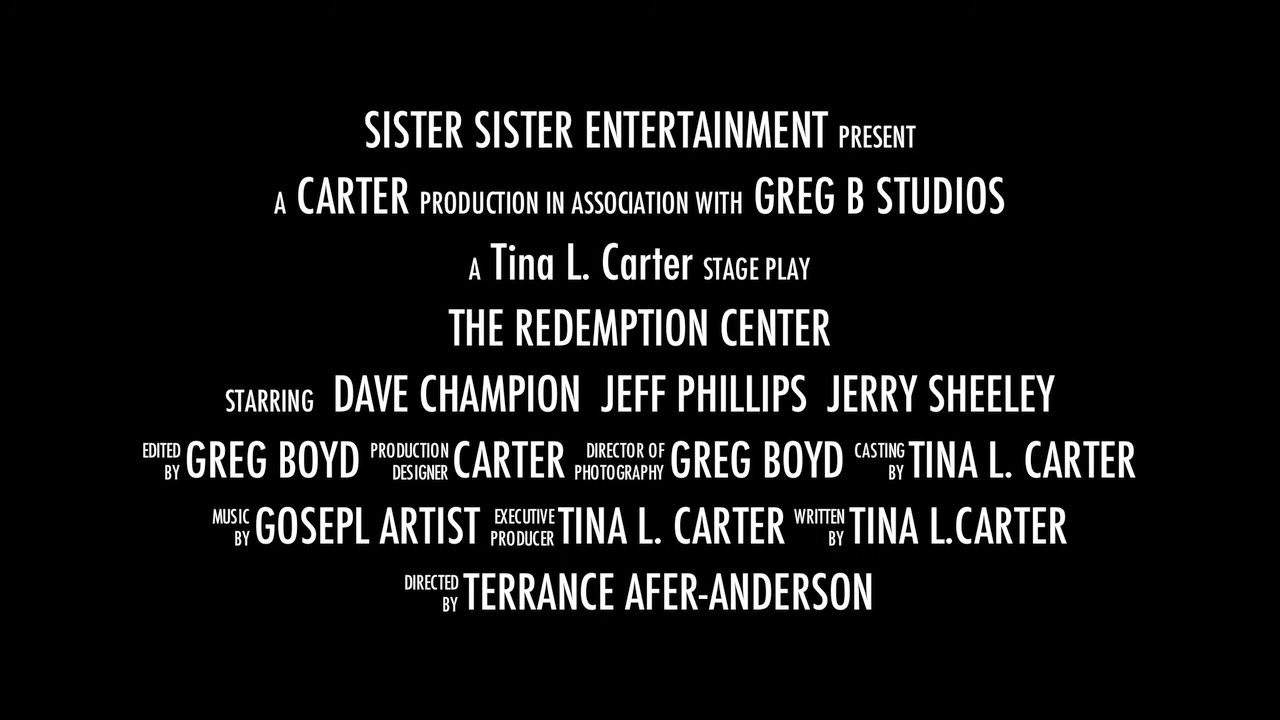 SISTER SISTER ENTERTAINMENT PRESENT
A CARTER PRODUCTION IN ASSOCIATION WITH GREG B STUDIOS
A Tina L. Carter STAGE PLAY
THE REDEMPTION CENTER
STARRING DAVE CHAMPION JEFF PHILLIPS JERRY SHEELEY
EDITED BY GREG BOYD PRODUCTION DESIGNER CARTER DIRECTOR OF PHOTOGRAPHY GREG BOYD CASTING BY TINA L. CARTER
MUSIC BY GOSEPL ARTIST EXECUTIVE PRODUCER TINA L. CARTER WRITTEN BY TINA L.CARTER
DIRECTED BY TERRANCE AFER-ANDERSON